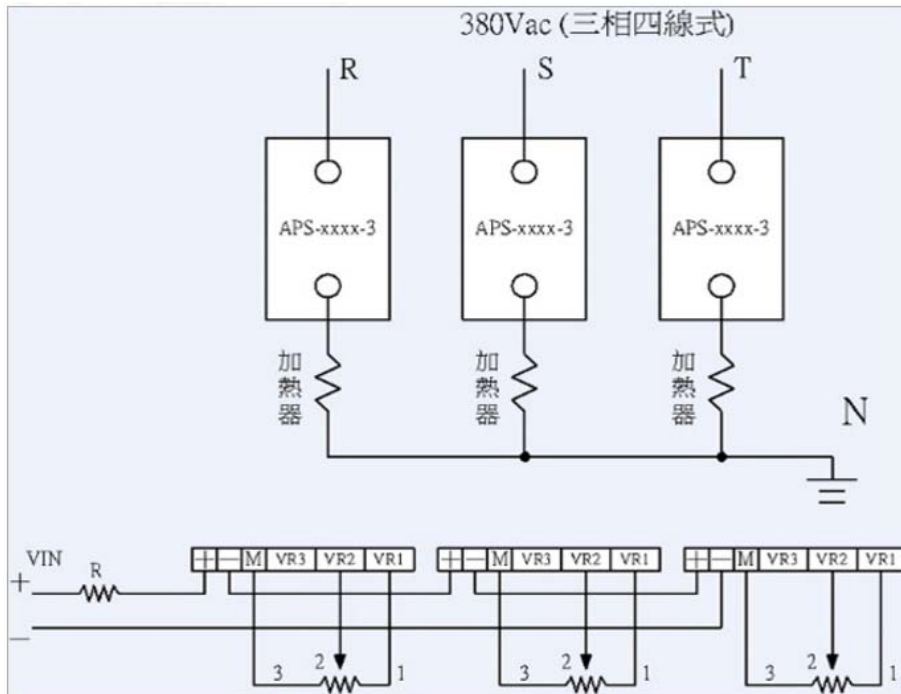 380Vac (三相四線式)
R S T
APS-xxxx-3 APS-xxxx-3 APS-xxxx-3
加熱器 加熱器 加熱器
N
VIN
+ R + − M VR3 VR2 VR1 + − M VR3 VR2 VR1 + − M VR3 VR2 VR1
−
3 2 1 3 2 1 3 2 1